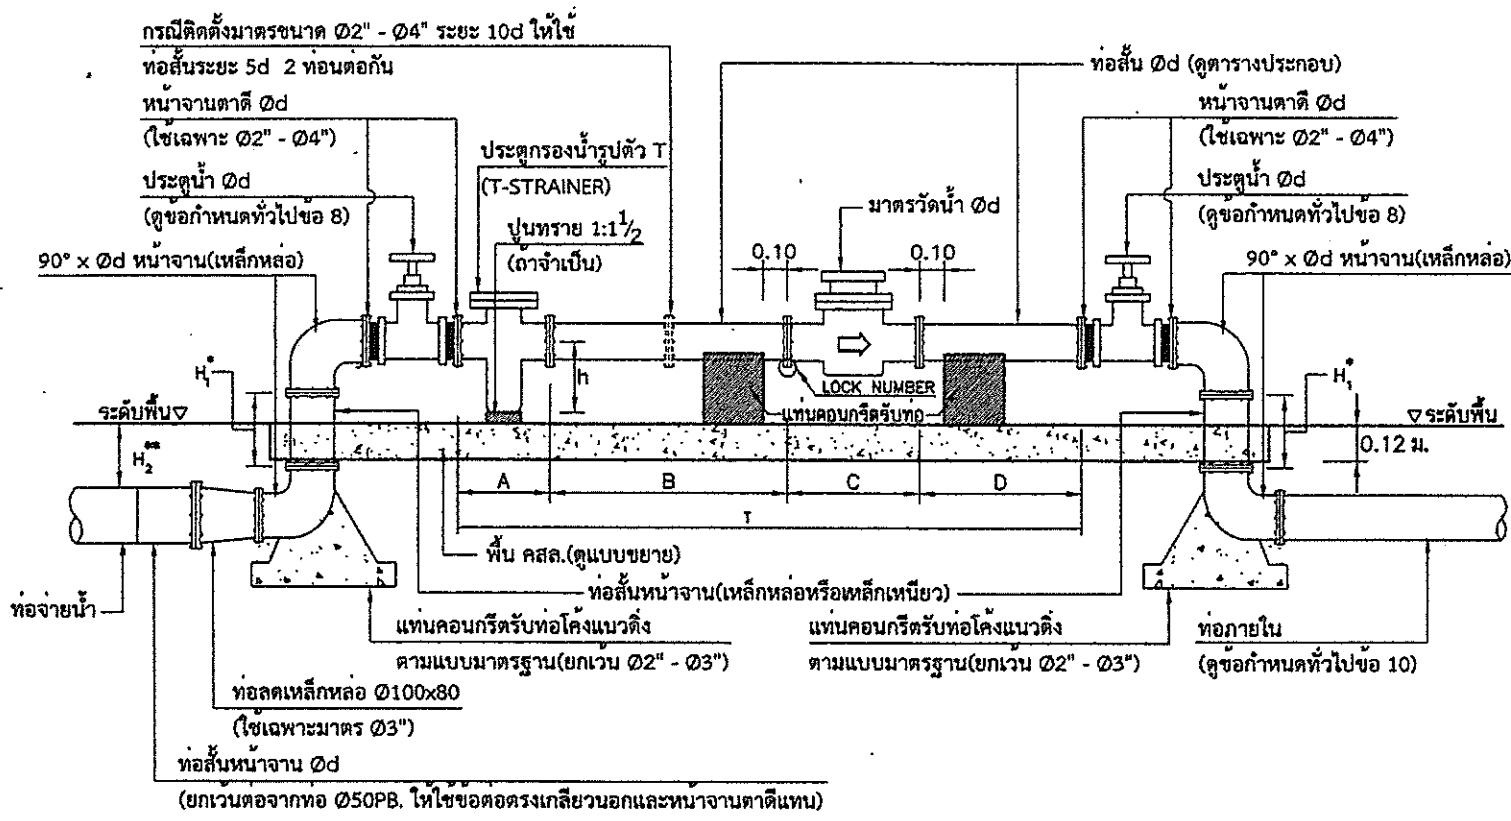 กรณีติดตั้งมาตรขนาด Ø2" - Ø4" ระยะ 10d ให้ใช้
ท่อสั้นระยะ 5d 2 ท่อนต่อกัน
หน้าจานตาดี Ød
(ใช้เฉพาะ Ø2" - Ø4")
ประตูน้ำ Ød
(ดูข้อกำหนดทั่วไปข้อ 8)
90° x Ød หน้าจาน(เหล็กหล่อ)
ประตูกรองน้ำรูปตัว T
(T-STRAINER)
ปูนทราย 1:1 1/2
(ถ้าจำเป็น)
ท่อสั้น Ød (ดูตารางประกอบ)
มาตรวัดน้ำ Ød
0.10
0.10
หน้าจานตาดี Ød
(ใช้เฉพาะ Ø2" - Ø4")
ประตูน้ำ Ød
(ดูข้อกำหนดทั่วไปข้อ 8)
90° x Ød หน้าจาน(เหล็กหล่อ)
H1*
h
LOCK NUMBER
แท่นคอนกรีตรับท่อ
H1*
ระดับพื้น
ระดับพื้น
H2**
0.12 ม.
A
B
C
D
T
พื้น คสล.(ดูแบบขยาย)
ท่อสั้นหน้าจาน(เหล็กหล่อหรือเหล็กเหนียว)
ท่อจ่ายน้ำ
แท่นคอนกรีตรับท่อโค้งแนวดิ่ง
ตามแบบมาตรฐาน(ยกเว้น Ø2" - Ø3")
แท่นคอนกรีตรับท่อโค้งแนวดิ่ง
ตามแบบมาตรฐาน(ยกเว้น Ø2" - Ø3")
ท่อภายใน
(ดูข้อกำหนดทั่วไปข้อ 10)
ท่อลดเหล็กหล่อ Ø100x80
(ใช้เฉพาะมาตร Ø3")
ท่อสั้นหน้าจาน Ød
(ยกเว้นต่อจากท่อ Ø50PB. ให้ใช้ข้อต่อตรงเกลียวนอกและหน้าจานตาดีแทน)